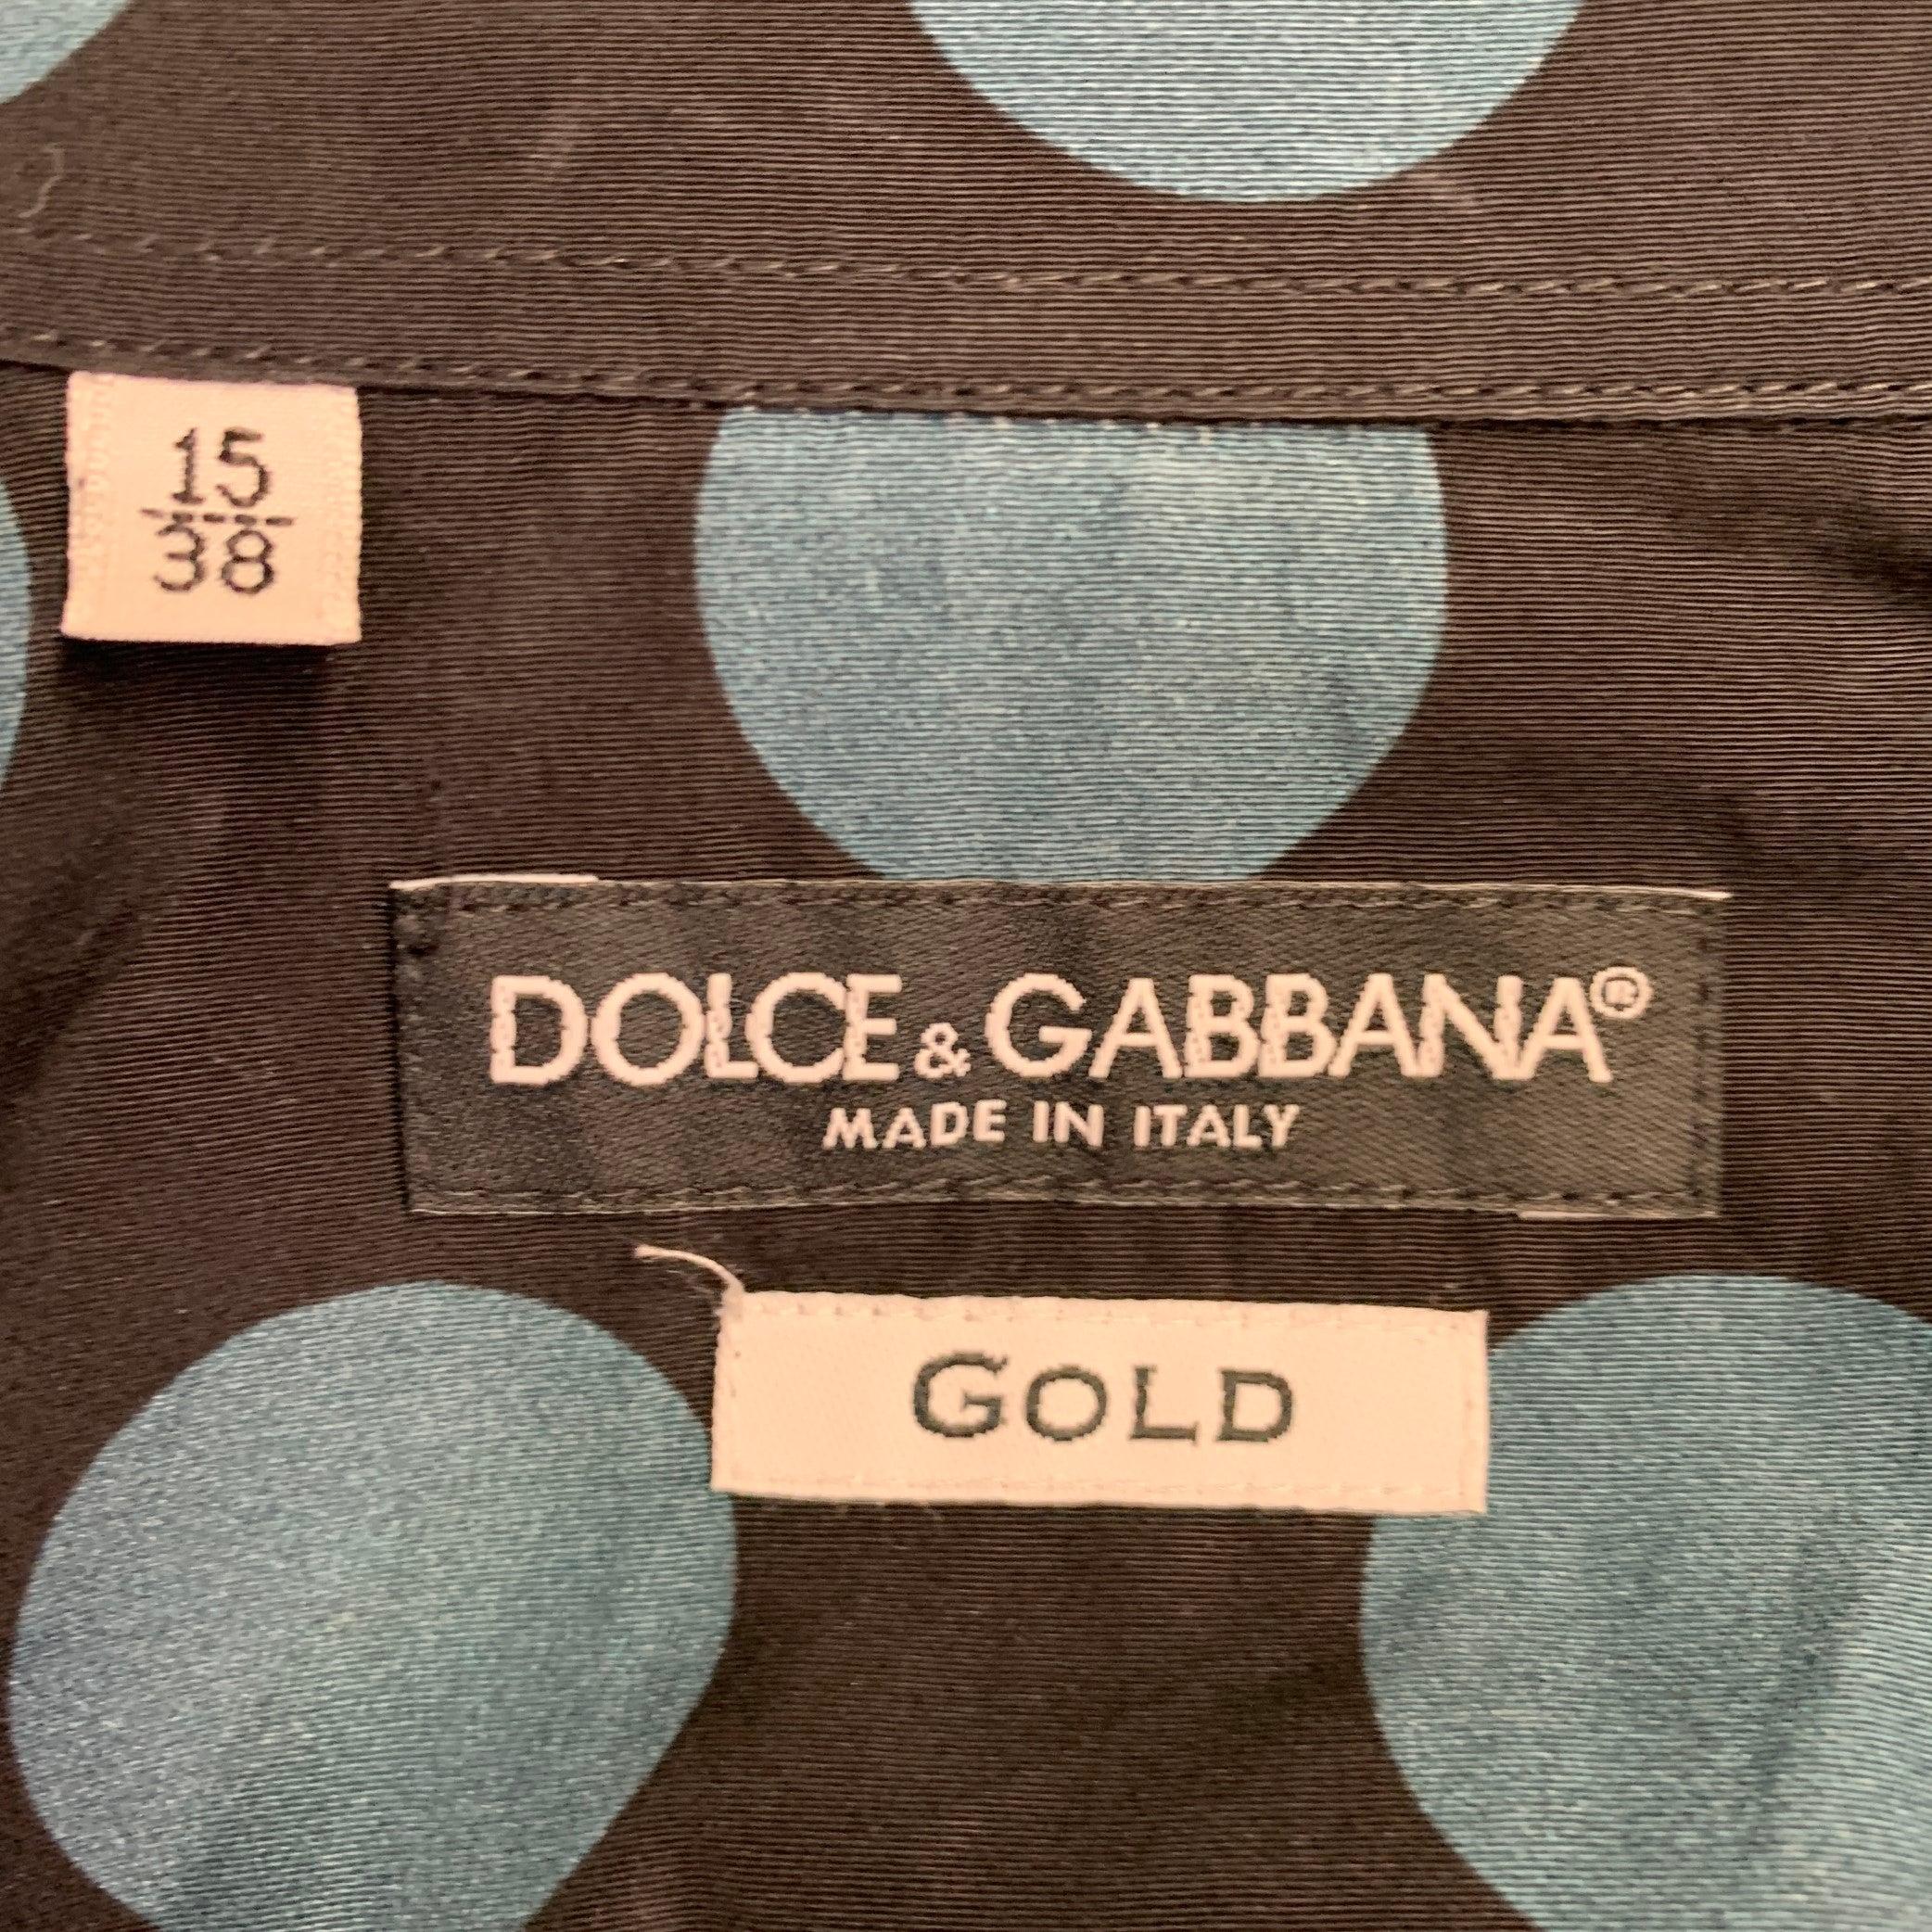 15
38
DOLCE & GABBANA®
MADE IN ITALY
GOLD